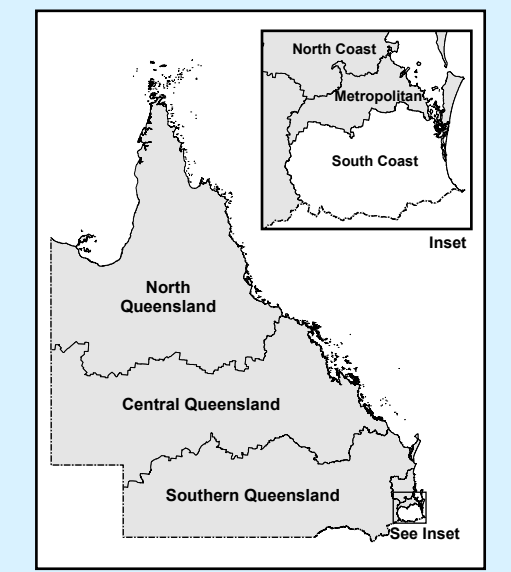 North Coast
Metropolitan
South Coast
Inset
North
Queensland
Central Queensland
Southern Queensland
See Inset